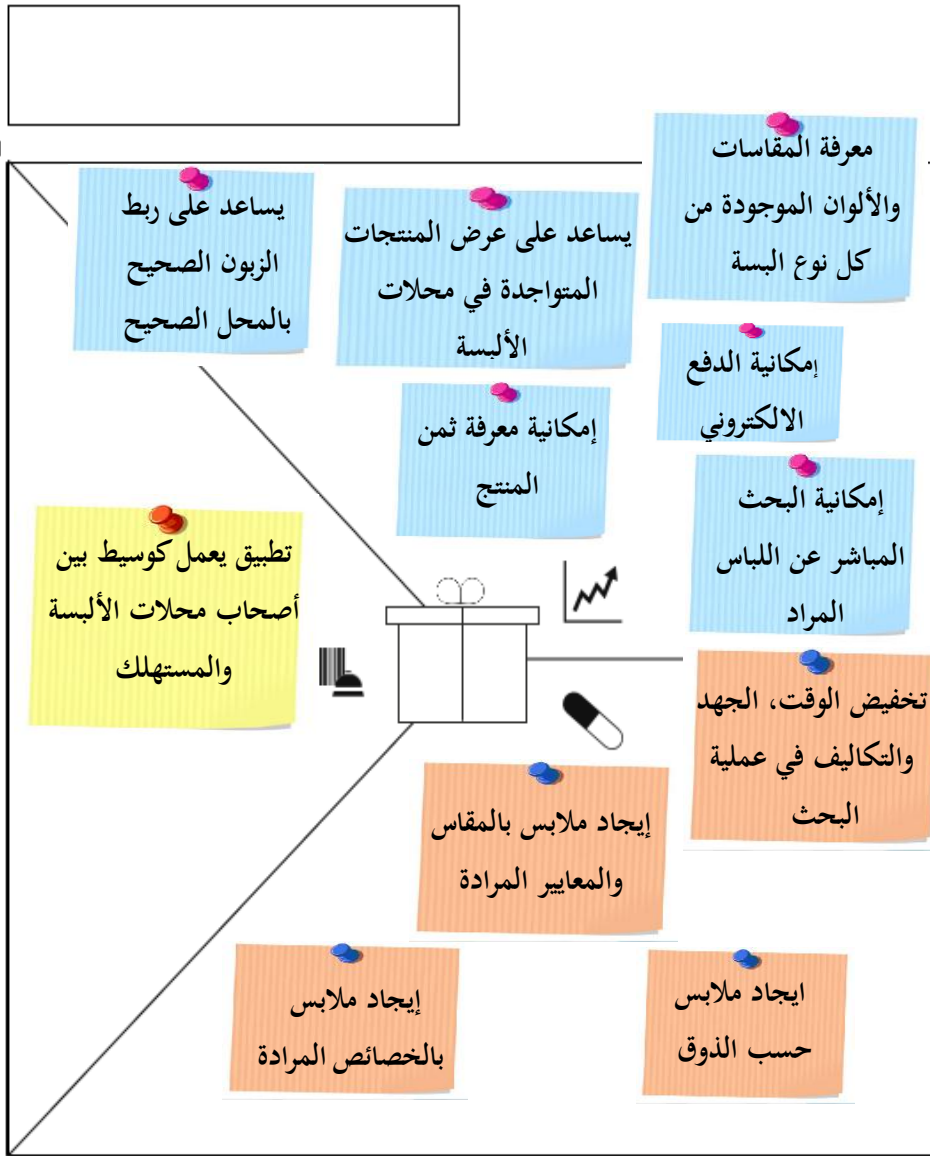 معرفة المقاسات
والألوان الموجودة من
كل نوع البسة
يساعد على عرض المنتجات
المتواجدة في محلات
الألبسة
يساعد على ربط
الزبون الصحيح
بالمحل الصحيح
إمكانية الدفع
الالكتروني
إمكانية معرفة ثمن
المنتج
إمكانية البحث
المباشر عن اللباس
المراد
تطبيق يعمل كوسيط بين
أصحاب محلات الألبسة
والمستهلك
تخفيض الوقت، الجهد
والتكاليف في عملية
البحث
إيجاد ملابس بالمقاس
والمعايير المرادة
ايجاد ملابس
حسب الذوق
إيجاد ملابس
بالخصائص المرادة